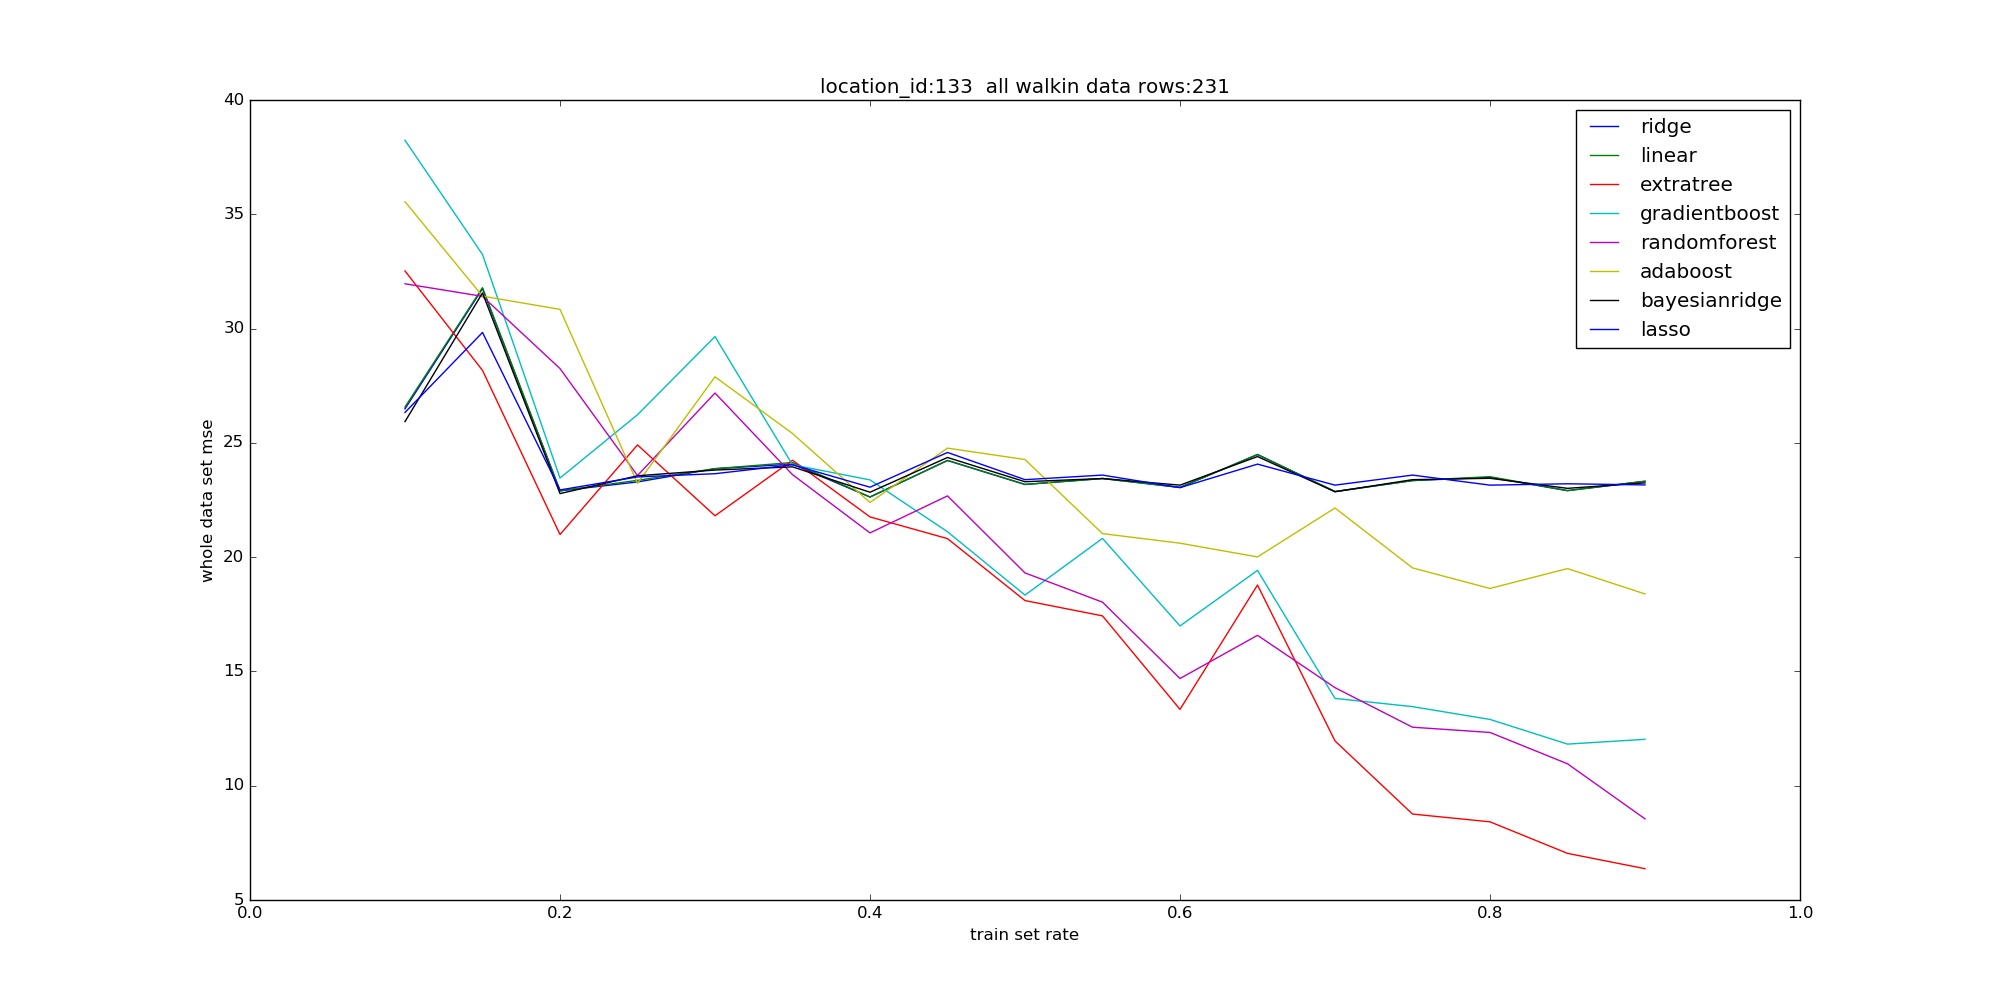 location_id:133  all walkin data rows:231
40
35
30
25
20
15
10
5
whole data set mse
ridge
linear
extratree
gradientboost
randomforest
adaboost
bayesianridge
lasso
0.0 0.2 0.4 0.6 0.8 1.0
train set rate